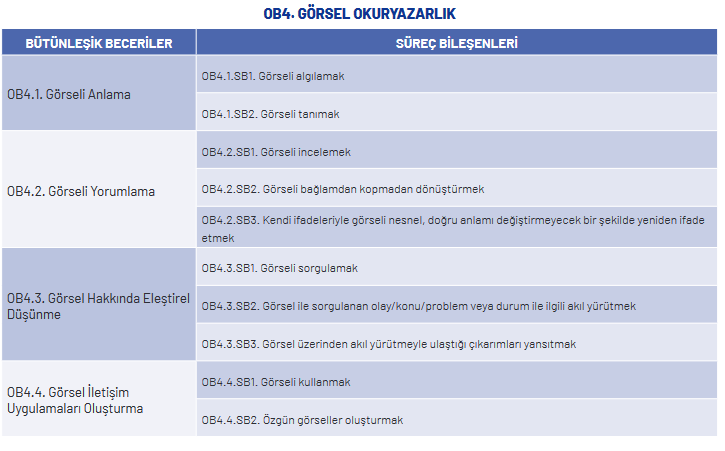 OB4. GÖRSEL OKURYAZARLIK
BÜTÜNLEŞİK BECERİLER
SÜREÇ BİLEŞENLERİ
OB4.1. Görseli Anlama
OB4.1.SB1. Görseli algılamak
OB4.1.SB2. Görseli tanımak
OB4.2. Görseli Yorumlama
OB4.2.SB1. Görseli incelemek
OB4.2.SB2. Görseli bağlamdan kopmadan dönüştürmek
OB4.2.SB3. Kendi ifadeleriyle görseli nesnel, doğru anlamı değiştirmeyecek bir şekilde yeniden ifade
etmek
OB4.3. Görsel Hakkında Eleştirel
Düşünme
OB4.3.SB1. Görseli sorgulamak
OB4.3.SB2. Görsel ile sorgulanan olay/konu/problem veya durum ile ilgili akıl yürütmek
OB4.3.SB3. Görsel üzerinden akıl yürütmeyle ulaştığı çıkarımları yansıtmak
OB4.4. Görsel İletişim
Uygulamaları Oluşturma
OB4.4.SB1. Görseli kullanmak
OB4.4.SB2. Özgün görseller oluşturmak